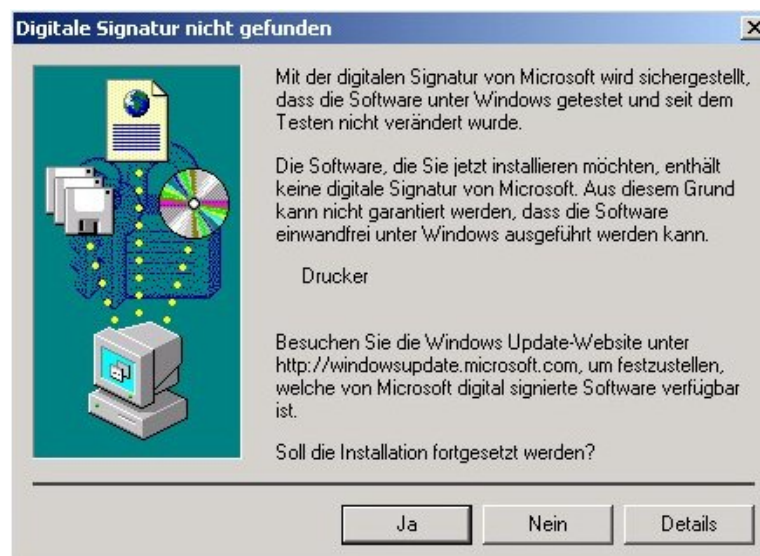 Digitale Signatur nicht gefunden
Mit der digitalen Signatur von Microsoft wird sichergestellt,
dass die Software unter Windows getestet und seit dem
Testen nicht verändert wurde.
Die Software, die Sie jetzt installieren möchten, enthält
keine digitale Signatur von Microsoft. Aus diesem Grund
kann nicht garantiert werden, dass die Software
einwandfrei unter Windows ausgeführt werden kann.
Drucker
Besuchen Sie die Windows Update-Website unter
http://windowsupdate.microsoft.com, um festzustellen,
welche von Microsoft digital signierte Software verfügbar
ist.
Soll die Installation fortgesetzt werden?
Ja Nein Details